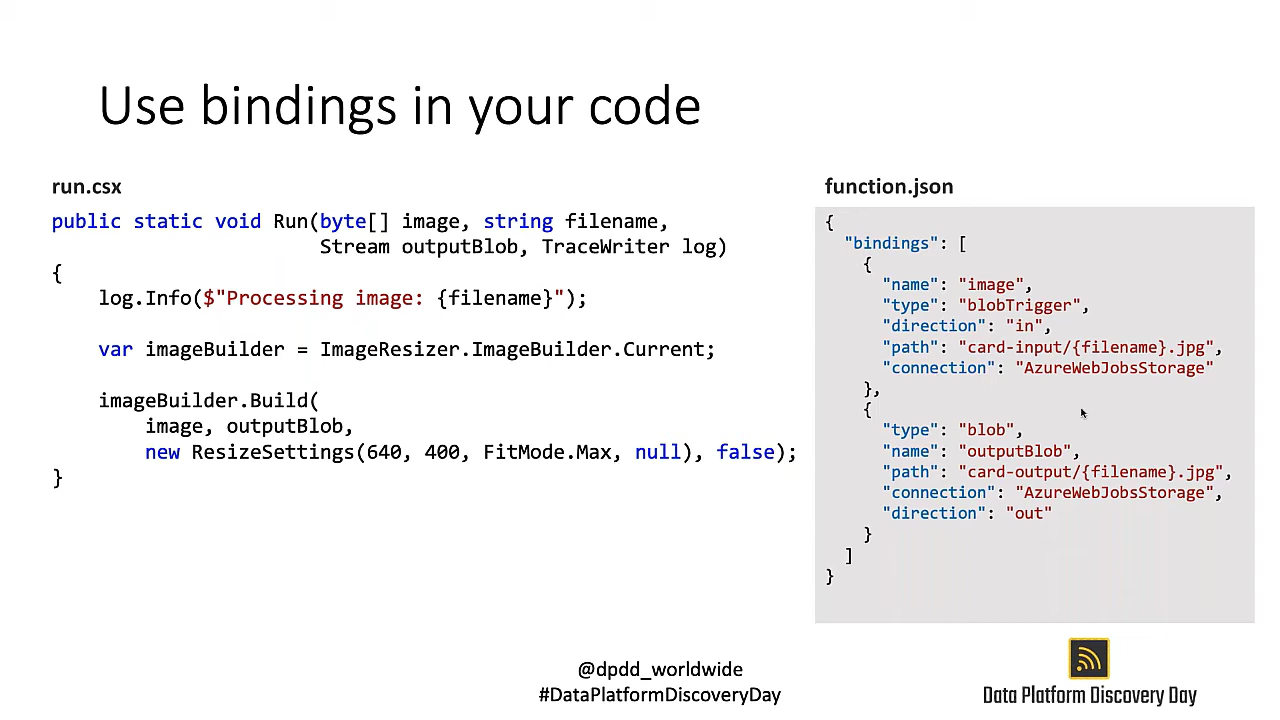 Use bindings in your code
run.csx
public static void Run(byte[] image, string filename,
Stream outputBlob, TraceWriter log)
{
log.Info($"Processing image: {filename}");
var imageBuilder = ImageResizer.ImageBuilder.Current;
imageBuilder.Build(
image, outputBlob,
new ResizeSettings(640, 400, FitMode.Max, null), false);
}
function.json
{
"bindings": [
{
"name": "image",
"type": "blobTrigger",
"direction": "in",
"path": "card-input/{filename}.jpg",
"connection": "AzureWebJobsStorage"
},
{
"type": "blob",
"name": "outputBlob",
"path": "card-output/{filename}.jpg",
"connection": "AzureWebJobsStorage",
"direction": "out"
}
]
}
@dpdd_worldwide
#DataPlatformDiscoveryDay
Data Platform Discovery Day